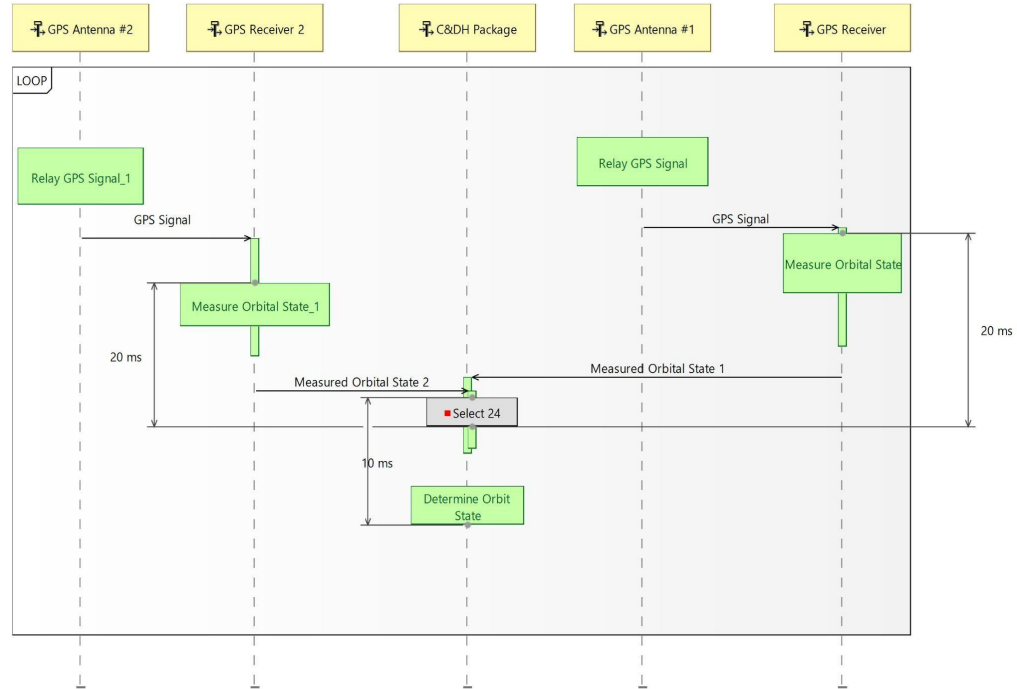 GPS Antenna #2
GPS Receiver 2
C&DH Package
GPS Antenna #1
GPS Receiver
LOOP
Relay GPS Signal_1
Relay GPS Signal
GPS Signal
GPS Signal
Measure Orbital State
Measure Orbital State_1
20 ms
20 ms
Measured Orbital State 1
Measured Orbital State 2
Select 24
10 ms
Determine Orbit
State